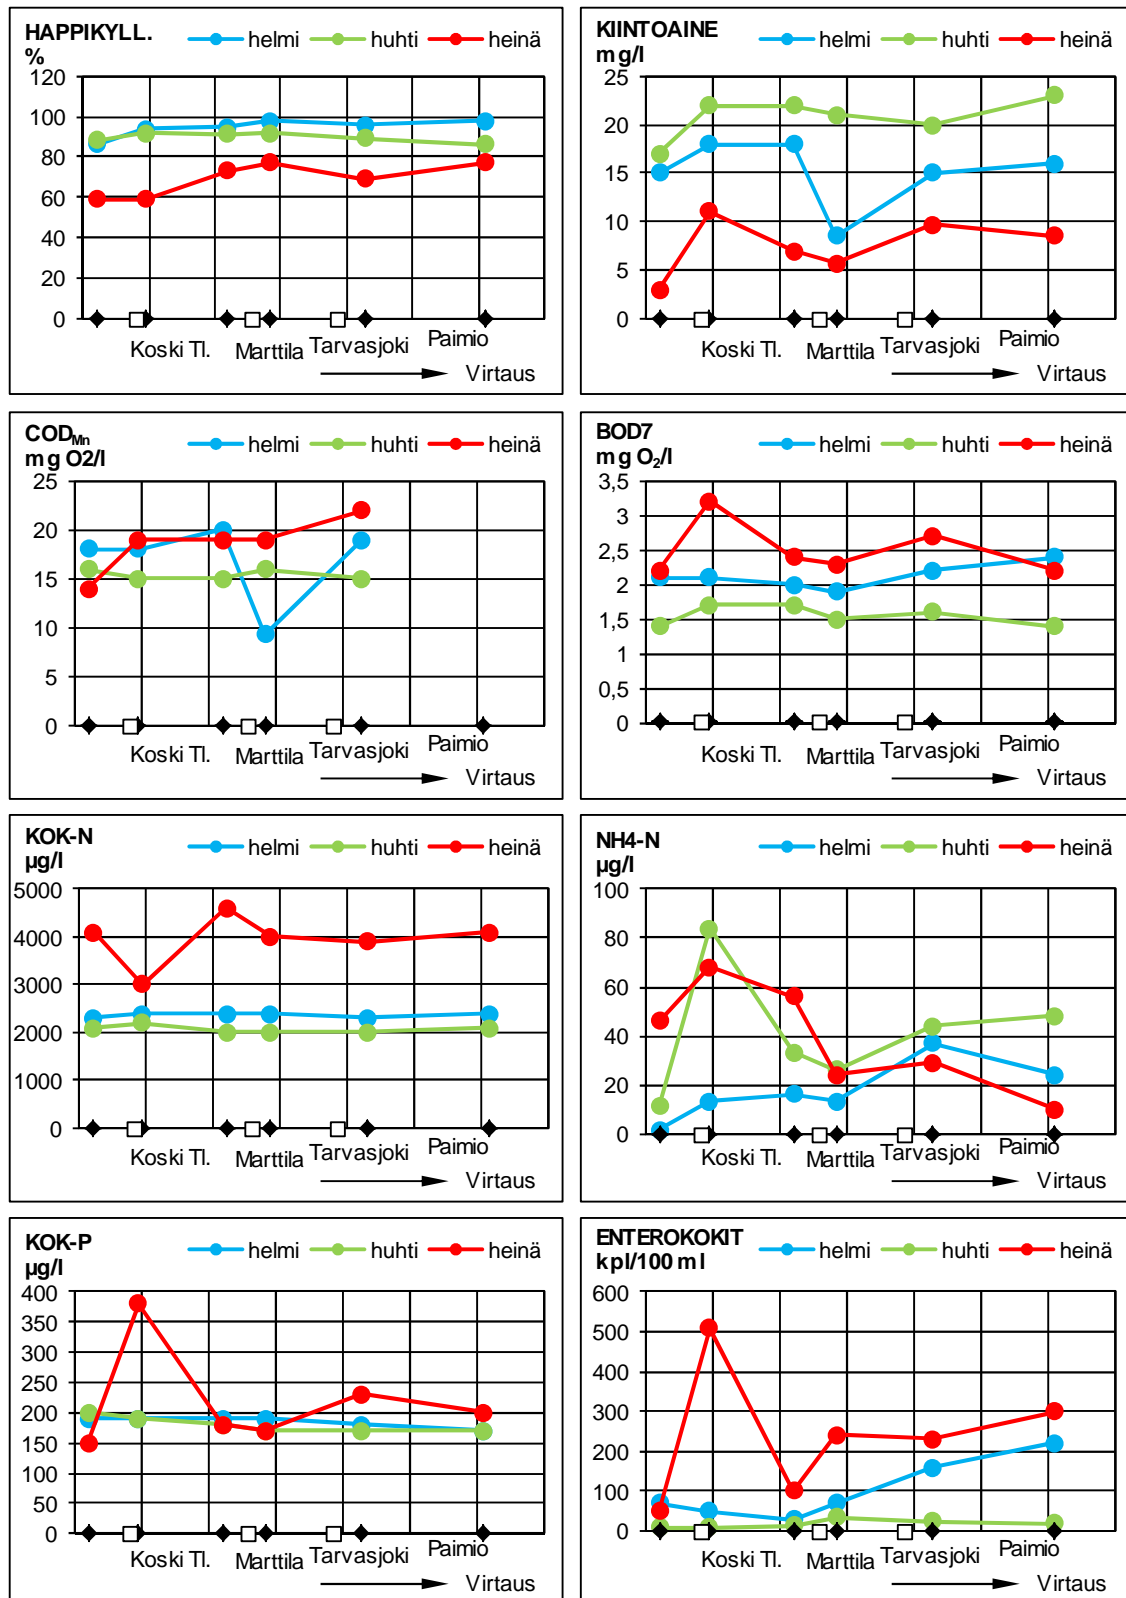 HAPPIKYLL.
%
helmi huhti heinä
120
100
80
60
40
20
0
Koski Tl. Marttila Tarvasjoki Paimio
Virtaus
KIINTOAINE
mg/l
helmi huhti heinä
25
20
15
10
5
0
Koski Tl. Marttila Tarvasjoki Paimio
Virtaus
CODMn
mg O2/l
helmi huhti heinä
25
20
15
10
5
0
Koski Tl. Marttila Tarvasjoki Paimio
Virtaus
BOD7
mg O₂/l
helmi huhti heinä
3,5
3
2,5
2
1,5
1
0,5
0
Koski Tl. Marttila Tarvasjoki Paimio
Virtaus
KOK-N
µg/l
helmi huhti heinä
5000
4000
3000
2000
1000
0
Koski Tl. Marttila Tarvasjoki Paimio
Virtaus
NH4-N
µg/l
helmi huhti heinä
100
80
60
40
20
0
Koski Tl. Marttila Tarvasjoki Paimio
Virtaus
KOK-P
µg/l
helmi huhti heinä
400
350
300
250
200
150
100
50
0
Koski Tl. Marttila Tarvasjoki Paimio
Virtaus
ENTEROKOKIT
kpl/100 ml
helmi huhti heinä
600
500
400
300
200
100
0
Koski Tl. Marttila Tarvasjoki Paimio
Virtaus